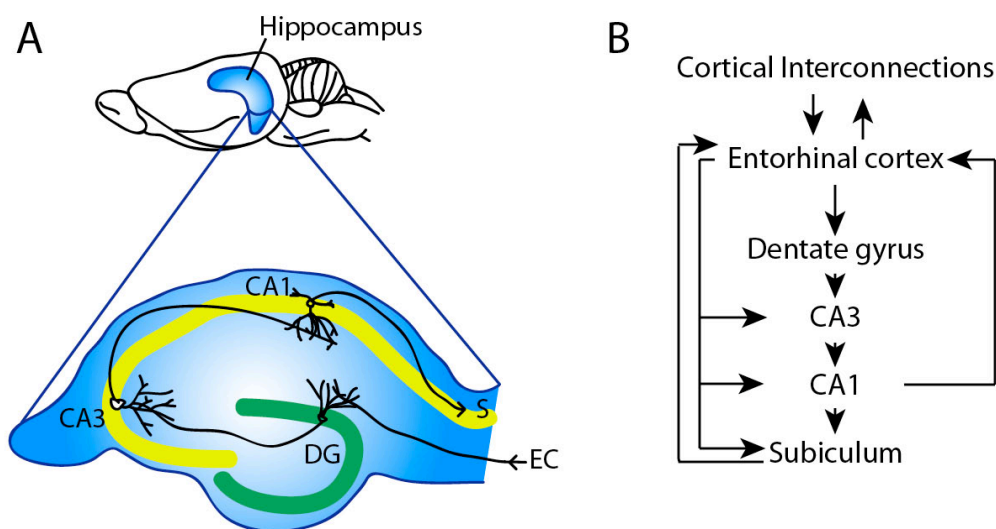 A
Hippocampus
CA1
CA3
DG
S
EC
B
Cortical Interconnections
Entorhinal cortex
Dentate gyrus
CA3
CA1
Subiculum